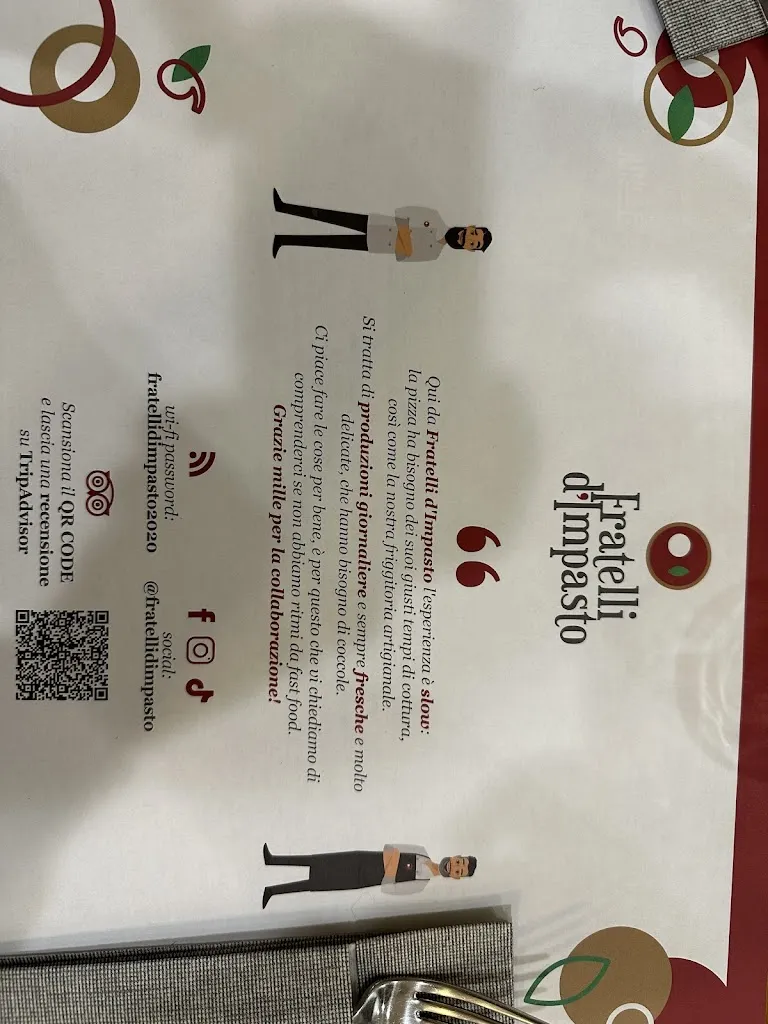 Fratelli
d'Impasto
Qui da Fratelli d'Impasto l'esperienza è slow:
la pizza ha bisogno dei suoi giusti tempi di cottura,
così come la nostra friggitoria artigianale.
Si tratta di produzioni giornaliere e sempre fresche e molto
delicate, che hanno bisogno di coccole.
Ci piace fare le cose per bene, è per questo che vi chiediamo di
comprenderci se non abbiamo ritmi da fast food.
Grazie mille per la collaborazione!
wi-fi password:
fratellidimpasto2020
social:
@fratellidimpasto
Scansiona il QR CODE
e lascia una recensione
su TripAdvisor